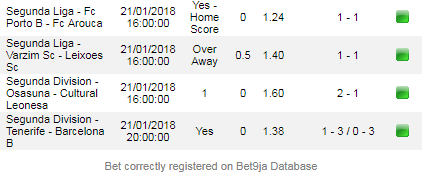 Segunda Liga - Fc Porto B - Fc Arouca 21/01/2018 16:00:00 Yes - Home Score 0 1.24 1 - 1
Segunda Liga - Varzim Sc - Leixoes Sc 21/01/2018 16:00:00 Over Away 0.5 1.40 1 - 1
Segunda Division - Osasuna - Cultural Leonesa 21/01/2018 16:00:00 1 0 1.60 2 - 1
Segunda Division - Tenerife - Barcelona B 21/01/2018 20:00:00 Yes 0 1.38 1 - 3 / 0 - 3
Bet correctly registered on Bet9ja Database